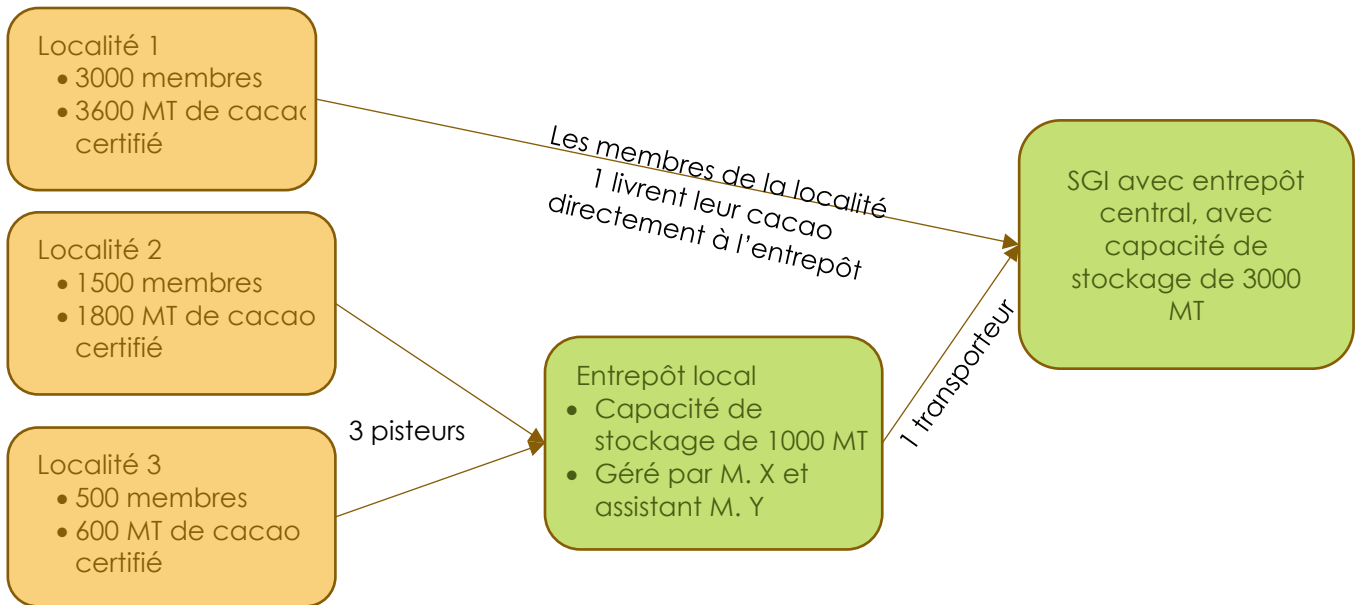 Localité 1
• 3000 membres
• 3600 MT de cacao
certifié
Les membres de la localité
1 livrent leur cacao
directement à l'entrepôt
SGI avec entrepôt
central, avec
capacité de
stockage de 3000
MT
Localité 2
• 1500 membres
• 1800 MT de cacao
certifié
3 pisteurs
Entrepôt local
• Capacité de
stockage de 1000 MT
• Géré par M. X et
assistant M. Y
1 transporteur
Localité 3
• 500 membres
• 600 MT de cacao
certifié